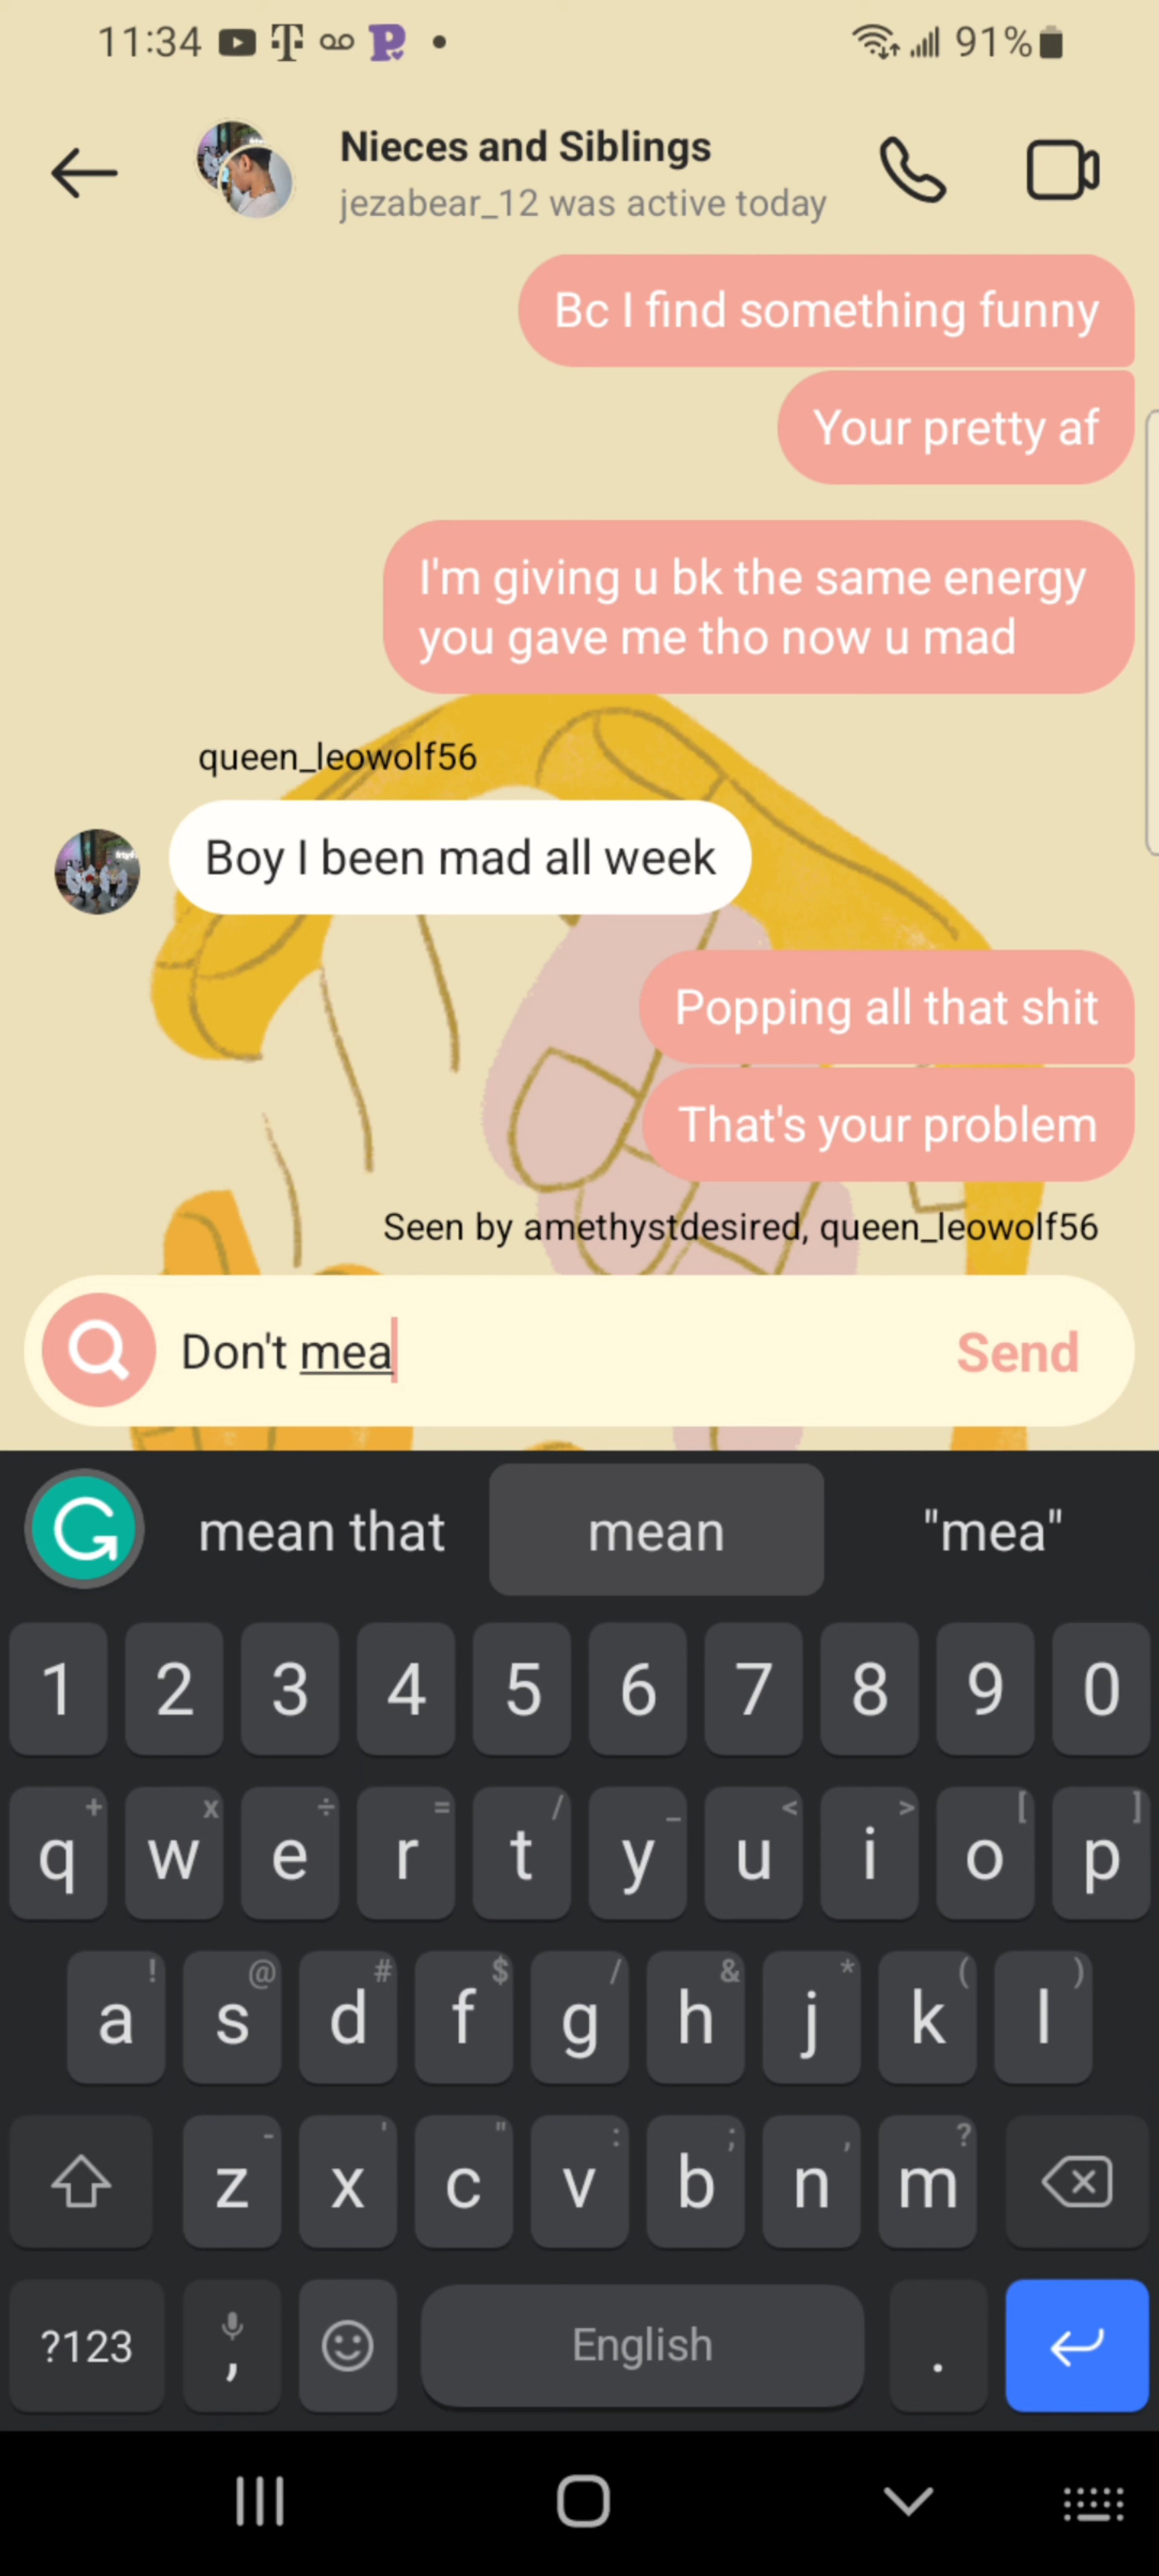 11:34
91%
Nieces and Siblings
jezabear_12 was active today
Bc I find something funny
Your pretty af
I'm giving u bk the same energy
you gave me tho now u mad
queen_leowolf56
Boy I been mad all week
Popping all that shit
That's your problem
Seen by amethystdesired, queen_leowolf56
Don't mea
Send
mean that mean "mea"
1 2 3 4 5 6 7 8 9 0
+ x ÷ = / _ < > [ ]
q w e r t y u i o p
! @ # $ / & * ( )
a s d f g h j k l
- ' " : ; , ?
z x c v b n m
?123 , English .